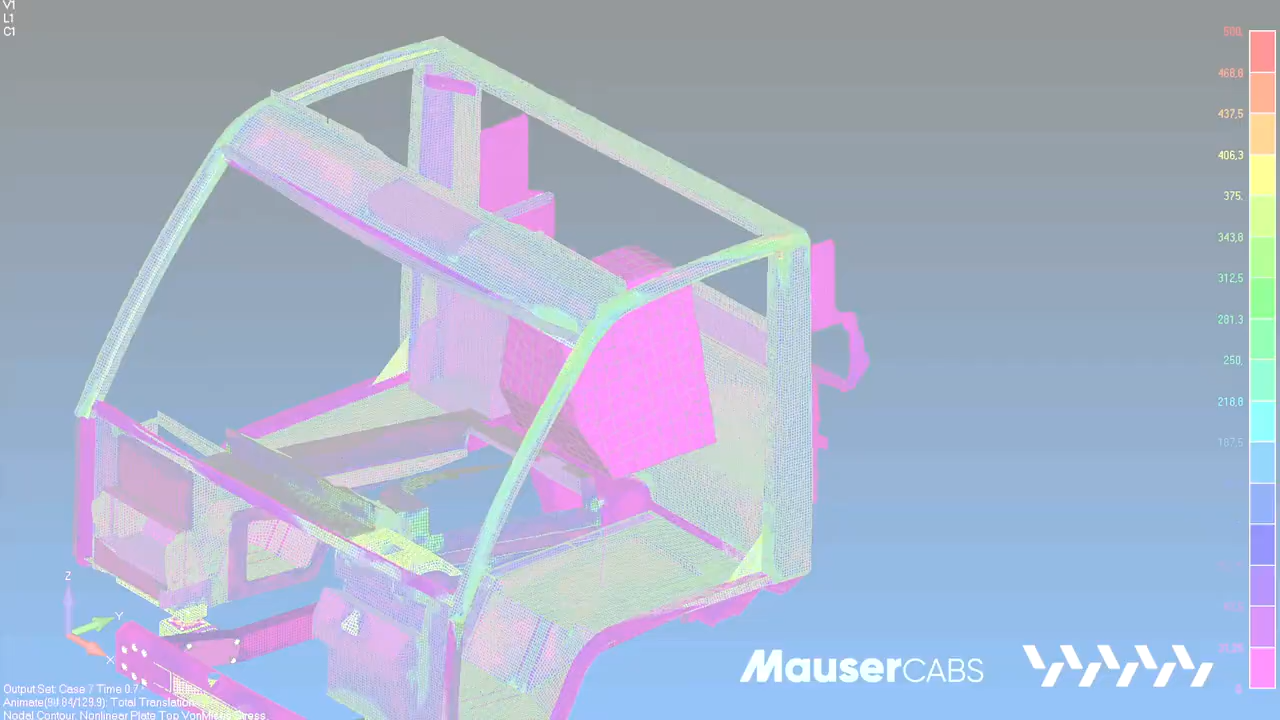 V1
L1
C1
500,
468,8
437,5
406,3
375,
343,8
312,5
281,3
250,
218,8
187,5
0,
Z
Y
X
MauserCABS
Output Set: Case 7 Time 0.7
Total Translation
Nodal Contour: Nonlinear Plate Top VonMises Stress